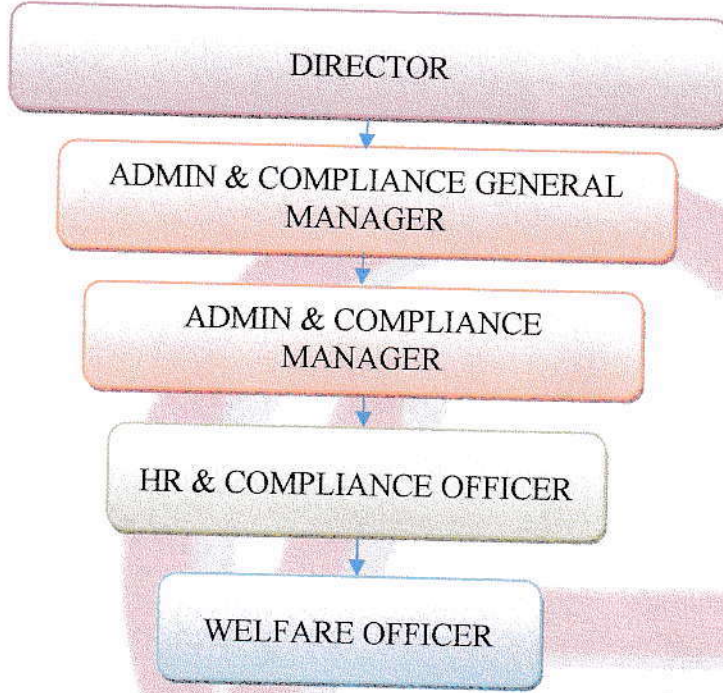 DIRECTOR
ADMIN & COMPLIANCE GENERAL
MANAGER
ADMIN & COMPLIANCE
MANAGER
HR & COMPLIANCE OFFICER
WELFARE OFFICER